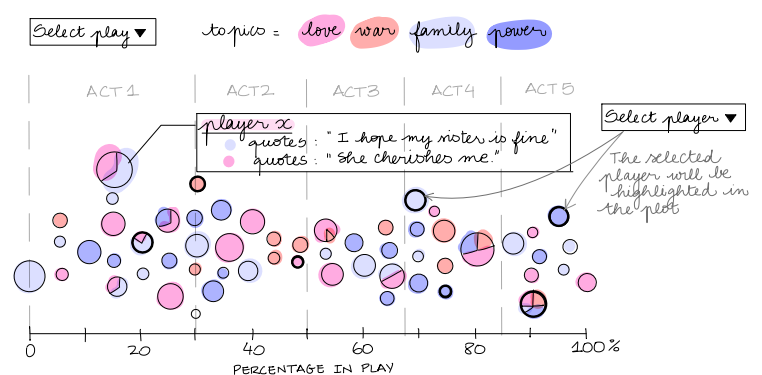 Select play ▼
topics = love war family power
ACT 1 ACT 2 ACT 3 ACT 4 ACT 5
player x
quotes : " I hope my sister is fine"
quotes : " She cherishes me."
Select player ▼
The selected
player will be
highlighted in
the plot
0 20 40 60 80 100%
PERCENTAGE IN PLAY